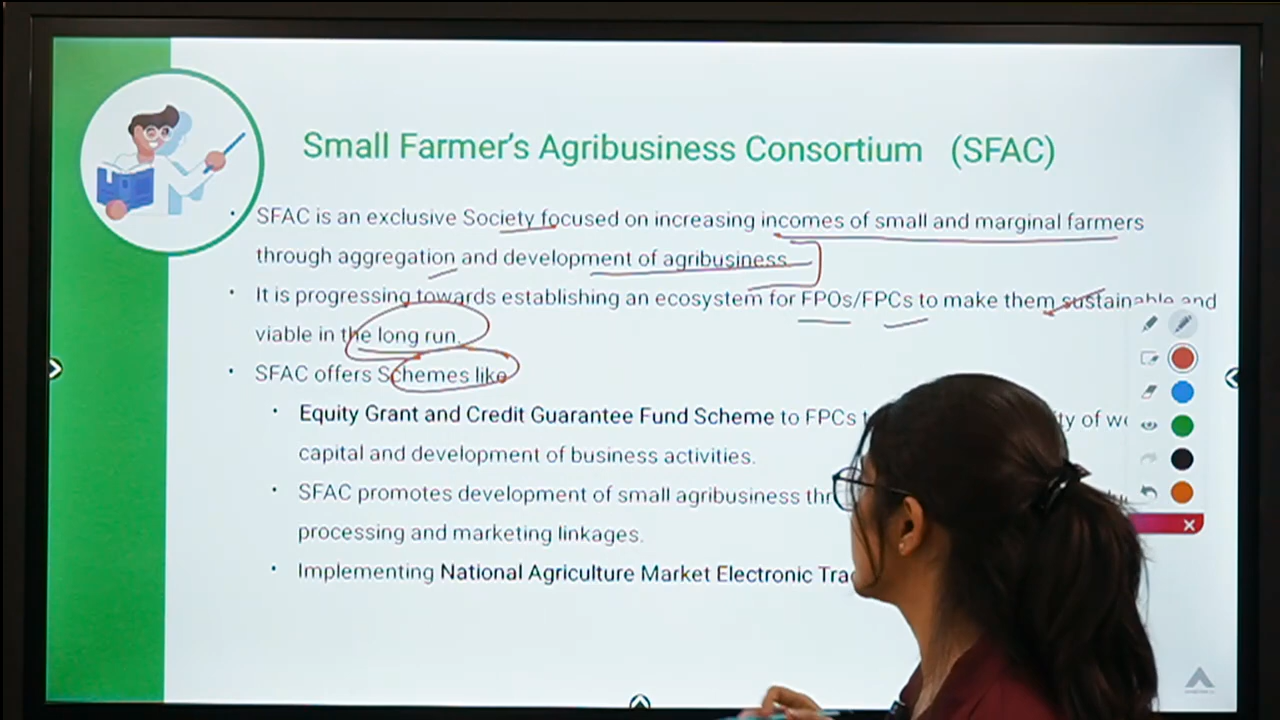 Small Farmer's Agribusiness Consortium (SFAC)
SFAC is an exclusive Society focused on increasing incomes of small and marginal farmers
through aggregation and development of agribusiness
It is progressing towards establishing an ecosystem for FPOs/FPCs to make them sustainable and
viable in the long run.
SFAC offers Schemes like
Equity Grant and Credit Guarantee Fund Scheme to FPCs
capital and development of business activities.
SFAC promotes development of small agribusiness
processing and marketing linkages.
Implementing National Agriculture Market Electronic